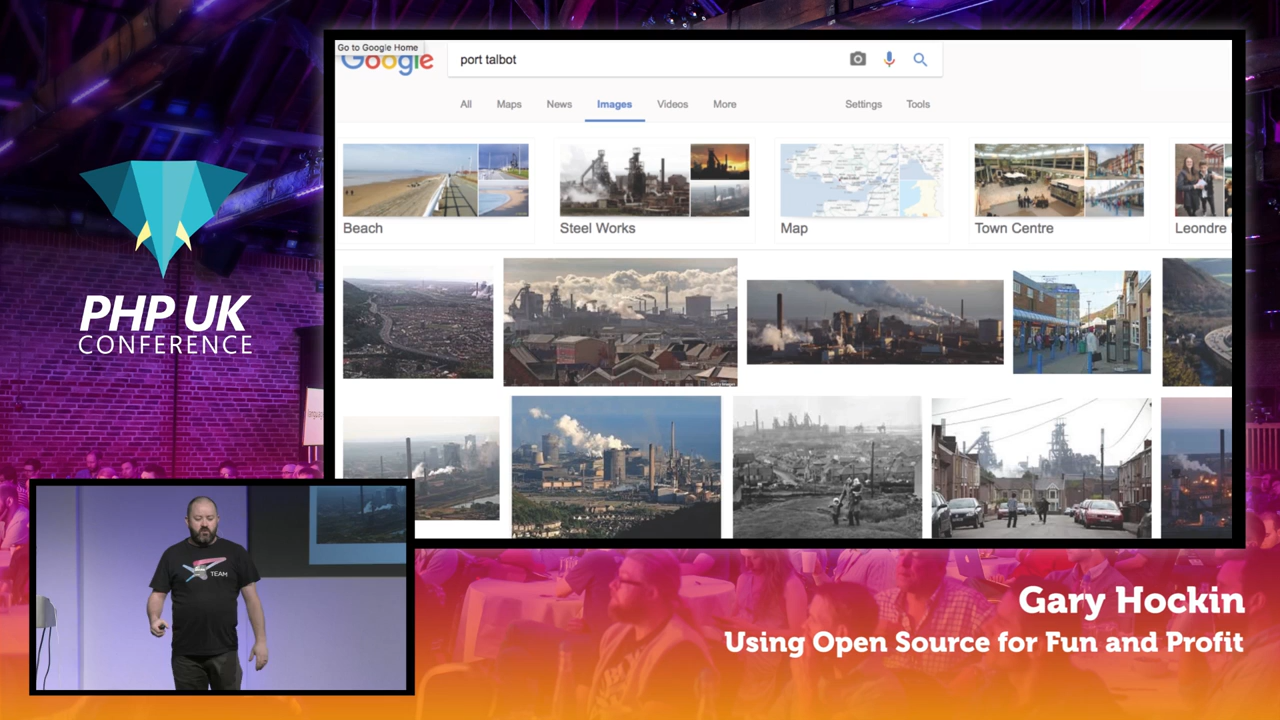 Go to Google Home
Google
port talbot
All Maps News Images Videos More Settings Tools
Beach Steel Works Map Town Centre Leondre
PHP UK
CONFERENCE
TEAM
Gary Hockin
Using Open Source for Fun and Profit